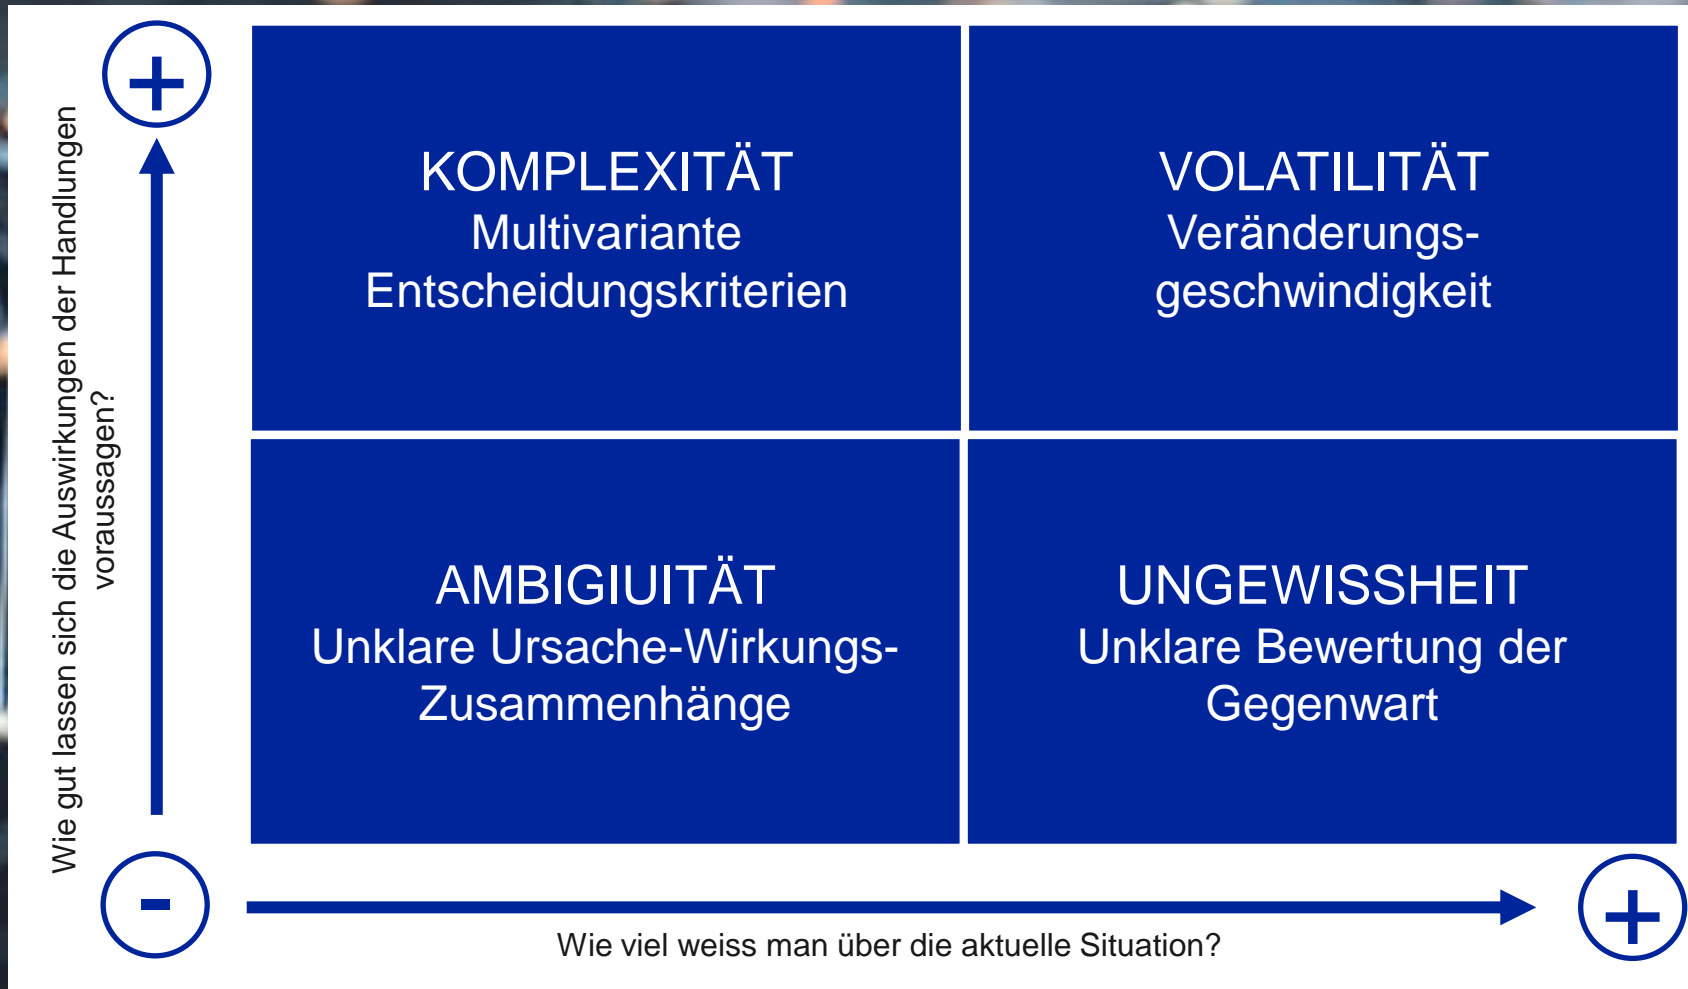 +
Wie gut lassen sich die Auswirkungen der Handlungen
voraussagen?
KOMPLEXITÄT
Multivariante
Entscheidungskriterien
VOLATILITÄT
Veränderungs-
geschwindigkeit
AMBIGIUITÄT
Unklare Ursache-Wirkungs-
Zusammenhänge
UNGEWISSHEIT
Unklare Bewertung der
Gegenwart
-
+
Wie viel weiss man über die aktuelle Situation?